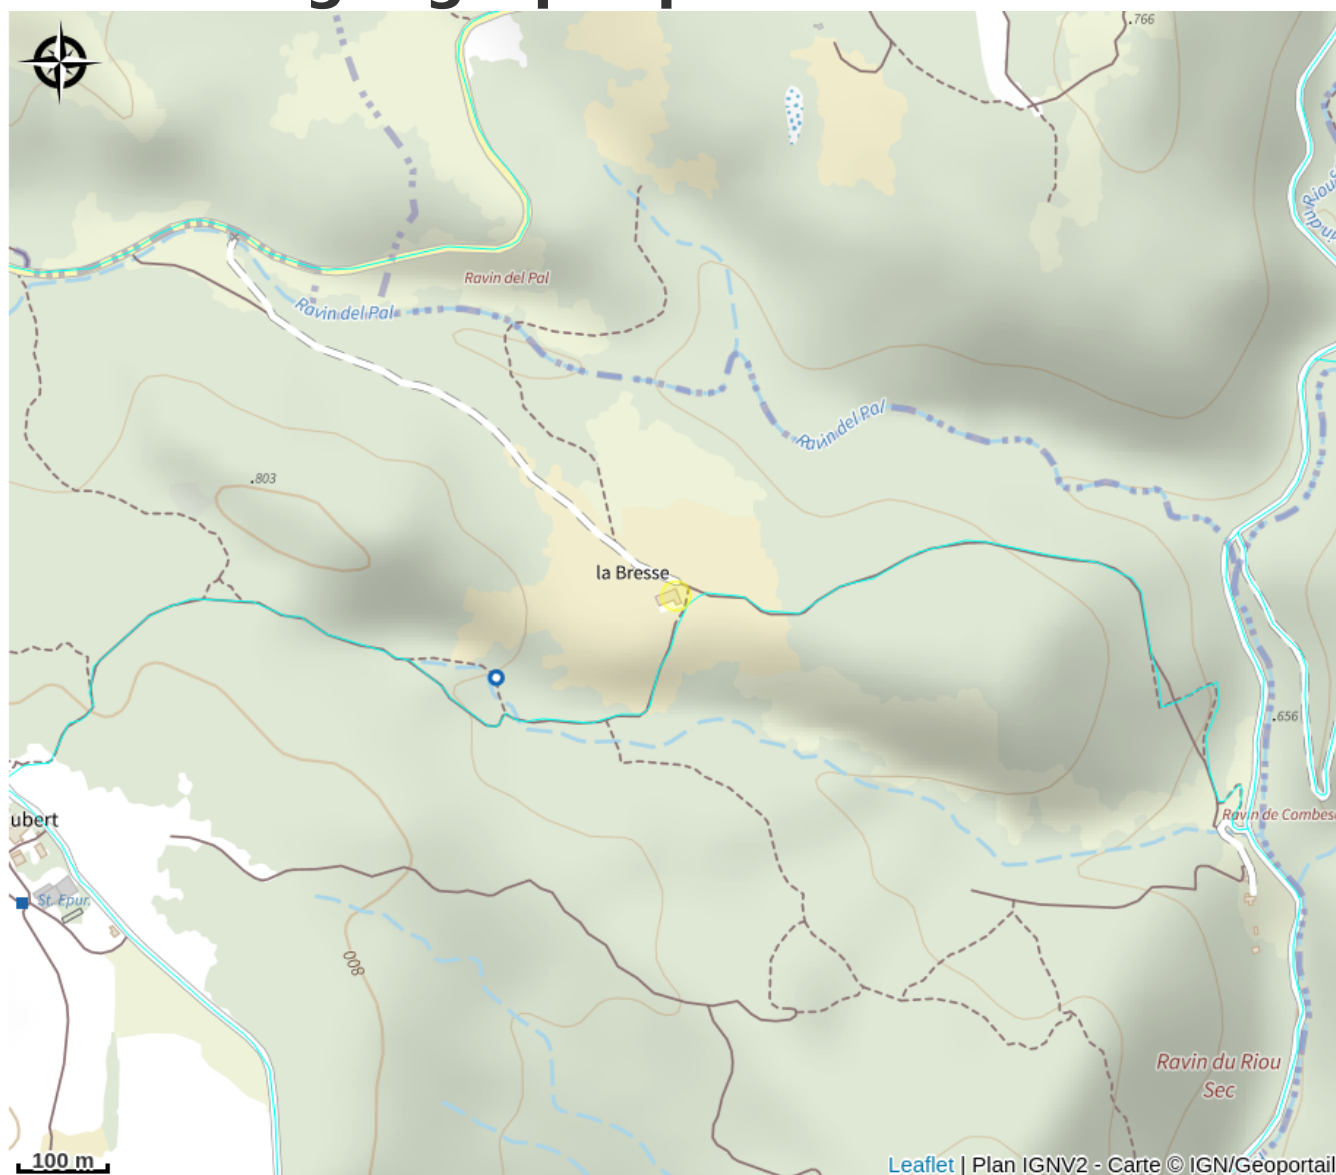 .766
Ravin del Pal
Ravin del Pal
Ravin del Pal
.803
la Bresse
.656
ubert
Ravin de Combes
St. Epur.
800
Ravin du Riou
Sec
100 m
Leaflet | Plan IGNV2 - Carte © IGN/Geoportail